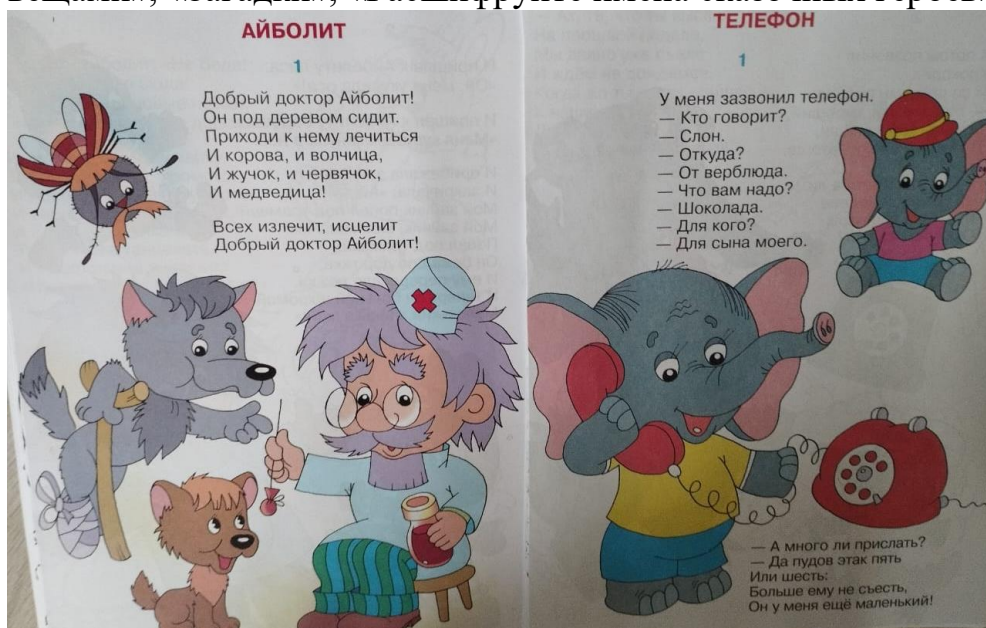 АЙБОЛИТ
1
Добрый доктор Айболит!
Он под деревом сидит.
Приходи к нему лечиться
И корова, и волчица,
И жучок, и червячок,
И медведица!
Всех излечит, исцелит
Добрый доктор Айболит!
ТЕЛЕФОН
1
У меня зазвонил телефон.
— Кто говорит?
— Слон.
— Откуда?
— От верблюда.
— Что вам надо?
— Шоколада.
— Для кого?
— Для сына моего.
— А много ли прислать?
— Да пудов этак пять
Или шесть:
Больше ему не съесть,
Он у меня ещё маленький!